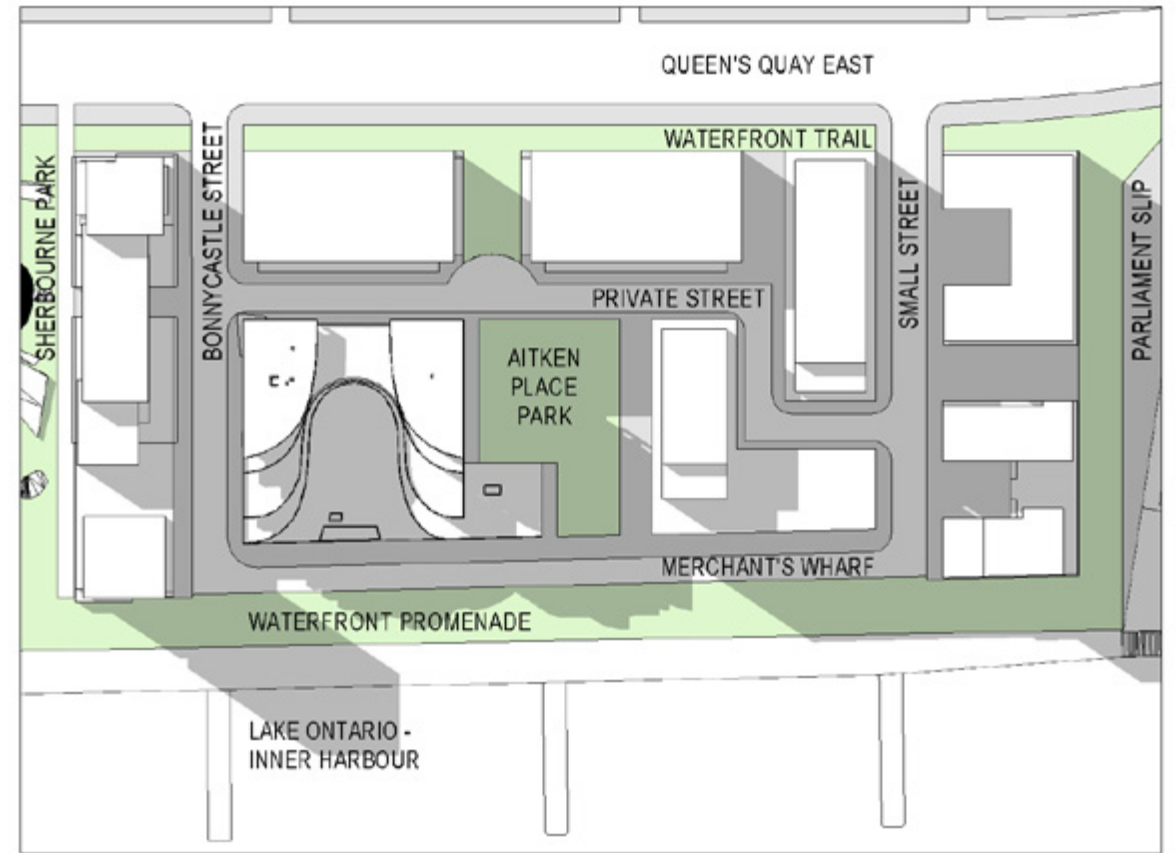 QUEEN'S QUAY EAST
WATERFRONT TRAIL
SHERBOURNE PARK
BONNYCASTLE STREET
SMALL STREET
PARLIAMENT SLIP
PRIVATE STREET
AITKEN
PLACE
PARK
MERCHANT'S WHARF
WATERFRONT PROMENADE
LAKE ONTARIO -
INNER HARBOUR